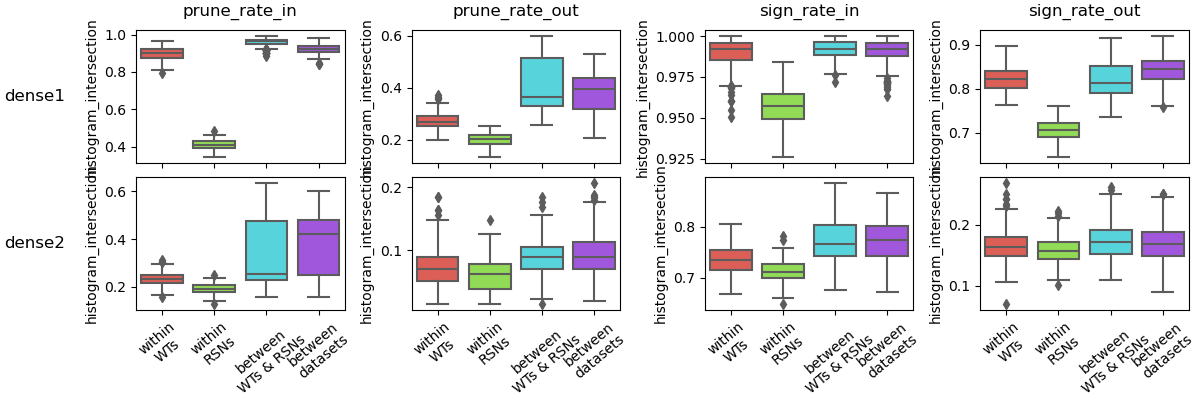 prune_rate_in prune_rate_out sign_rate_in sign_rate_out
dense1
histogram_intersection
1.0
0.8
0.6
0.4
histogram_intersection
0.6
0.4
0.2
histogram_intersection
1.000
0.975
0.950
0.925
histogram_intersection
0.9
0.8
0.7
dense2
histogram_intersection
0.6
0.4
0.2
histogram_intersection
0.2
0.1
histogram_intersection
0.8
0.7
histogram_intersection
0.2
0.1
within
WTs
within
RSNs
between
WTs & RSNs
between
datasets
within
WTs
within
RSNs
between
WTs & RSNs
between
datasets
within
WTs
within
RSNs
between
WTs & RSNs
between
datasets
within
WTs
within
RSNs
between
WTs & RSNs
between
datasets